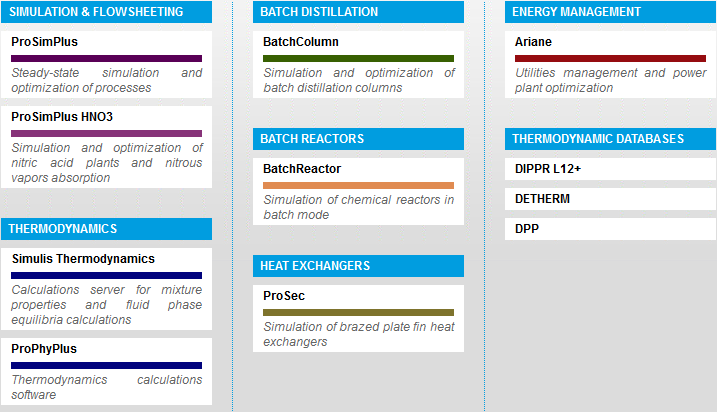 SIMULATION & FLOWSHEETING
ProSimPlus
Steady-state simulation and
optimization of processes
ProSimPlus HNO3
Simulation and optimization of
nitric acid plants and nitrous
vapors absorption
THERMODYNAMICS
Simulis Thermodynamics
Calculations server for mixture
properties and fluid phase
equilibria calculations
ProPhyPlus
Thermodynamics calculations
software
BATCH DISTILLATION
BatchColumn
Simulation and optimization of
batch distillation columns
BATCH REACTORS
BatchReactor
Simulation of chemical reactors in
batch mode
HEAT EXCHANGERS
ProSec
Simulation of brazed plate fin heat
exchangers
ENERGY MANAGEMENT
Ariane
Utilities management and power
plant optimization
THERMODYNAMIC DATABASES
DIPPR L12+
DETHERM
DPP